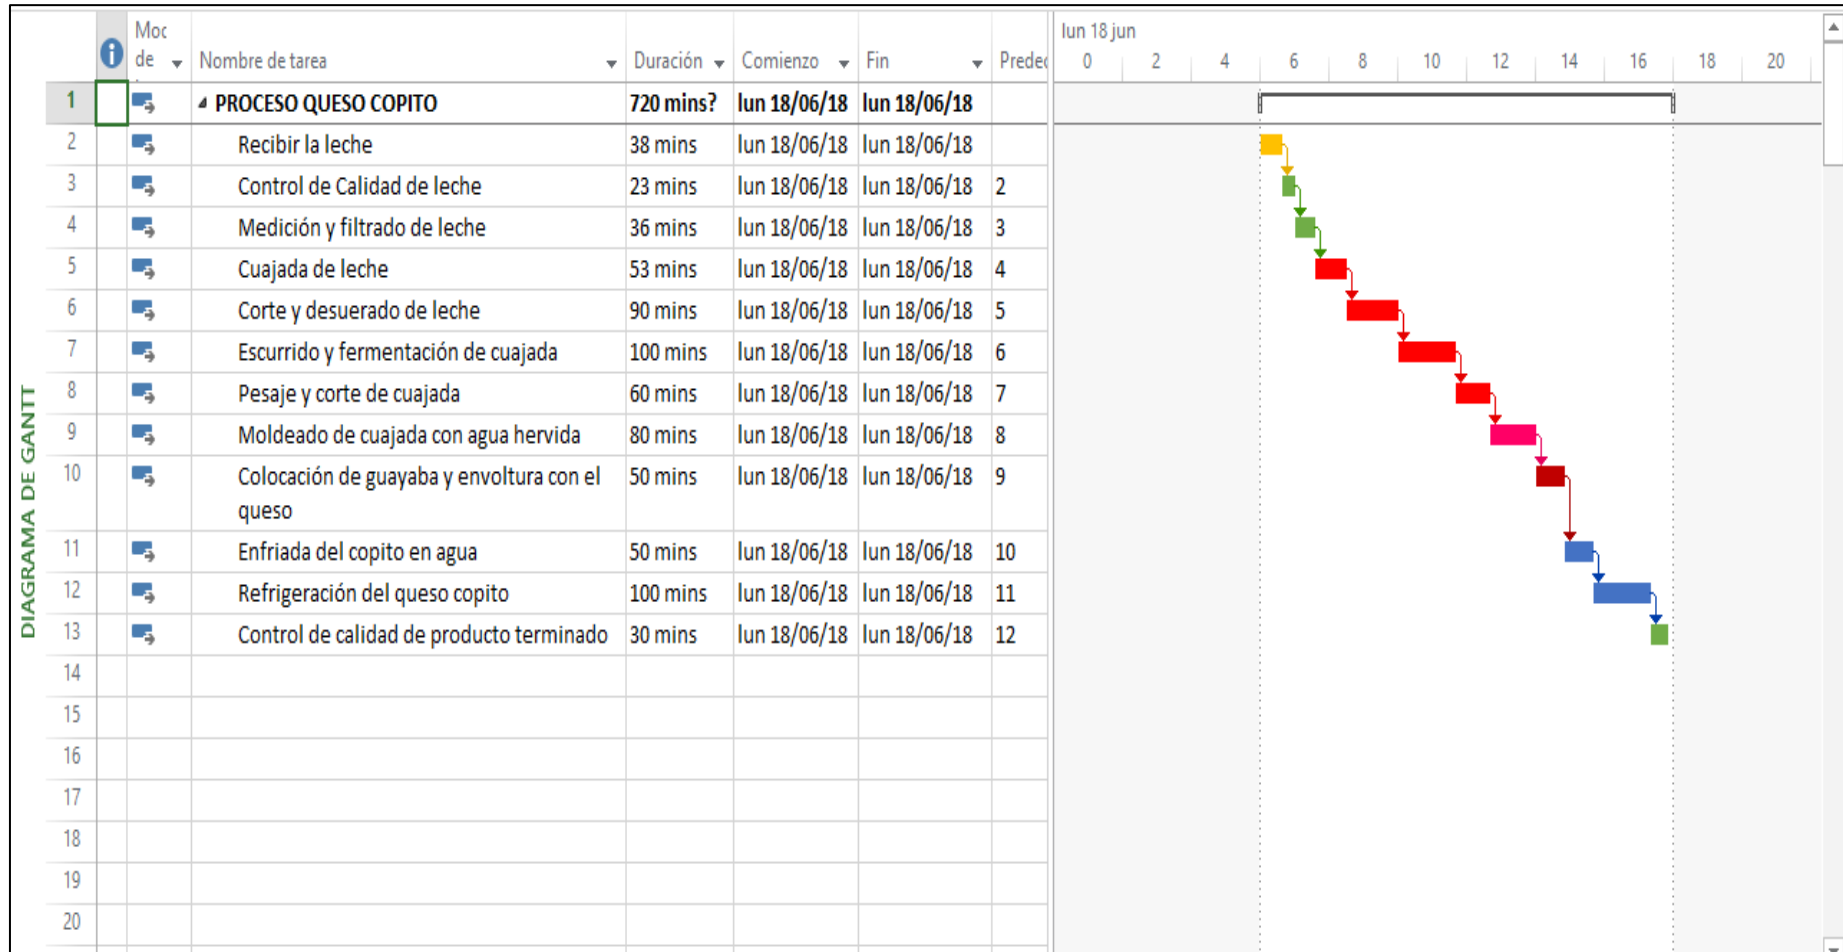 lun 18 jun
Moc
de Nombre de tarea Duración Comienzo Fin Predec 0 2 4 6 8 10 12 14 16 18 20
1 PROCESO QUESO COPITO 720 mins? lun 18/06/18 lun 18/06/18
2 Recibir la leche 38 mins lun 18/06/18 lun 18/06/18
3 Control de Calidad de leche 23 mins lun 18/06/18 lun 18/06/18 2
4 Medición y filtrado de leche 36 mins lun 18/06/18 lun 18/06/18 3
5 Cuajada de leche 53 mins lun 18/06/18 lun 18/06/18 4
6 Corte y desuerado de leche 90 mins lun 18/06/18 lun 18/06/18 5
7 Escurrido y fermentación de cuajada 100 mins lun 18/06/18 lun 18/06/18 6
8 Pesaje y corte de cuajada 60 mins lun 18/06/18 lun 18/06/18 7
9 Moldeado de cuajada con agua hervida 80 mins lun 18/06/18 lun 18/06/18 8
10 Colocación de guayaba y envoltura con el 50 mins lun 18/06/18 lun 18/06/18 9
queso
11 Enfriada del copito en agua 50 mins lun 18/06/18 lun 18/06/18 10
12 Refrigeración del queso copito 100 mins lun 18/06/18 lun 18/06/18 11
13 Control de calidad de producto terminado 30 mins lun 18/06/18 lun 18/06/18 12
14
15
16
17
18
19
20
DIAGRAMA DE GANTT